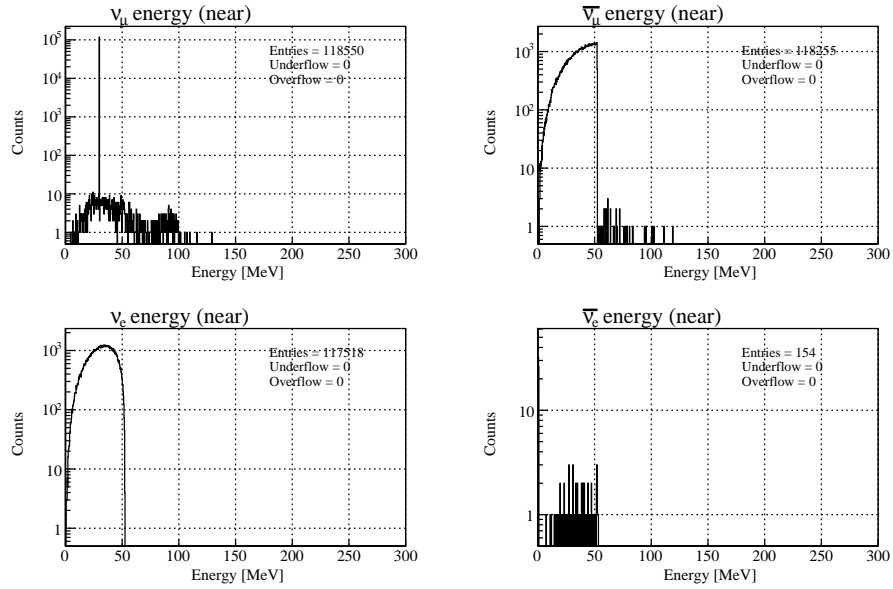 ν_μ energy (near)
Counts
10^5
10^4
10^3
10^2
10
1
Entries = 118550
Underflow = 0
Overflow = 0
0 50 100 150 200 250 300
Energy [MeV]
ν̅_μ energy (near)
Counts
10^3
10^2
10
1
Entries = 118255
Underflow = 0
Overflow = 0
0 50 100 150 200 250 300
Energy [MeV]
ν_e energy (near)
Counts
10^3
10^2
10
1
Entries = 117518
Underflow = 0
Overflow = 0
0 50 100 150 200 250 300
Energy [MeV]
ν̅_e energy (near)
Counts
10
1
Entries = 154
Underflow = 0
Overflow = 0
0 50 100 150 200 250 300
Energy [MeV]